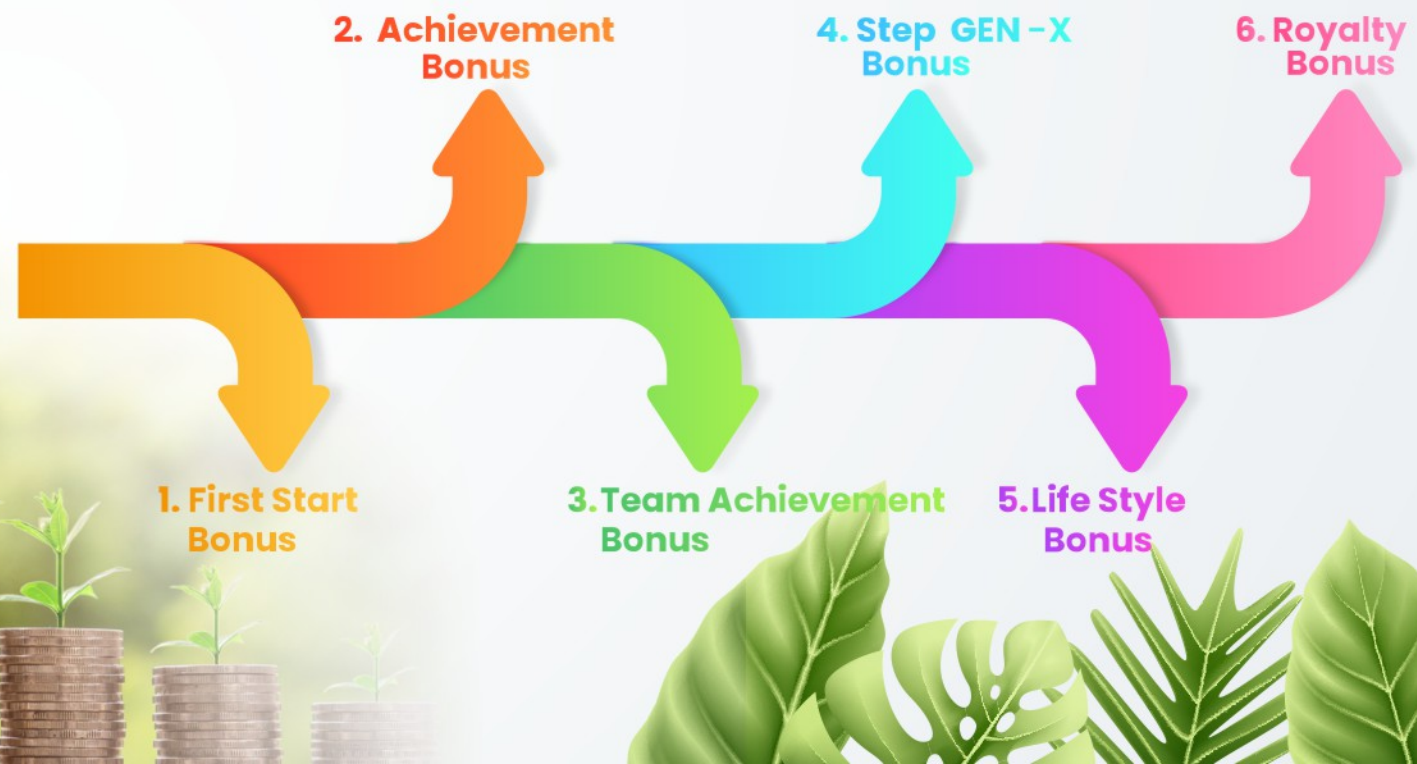 1. First Start
Bonus
2. Achievement
Bonus
3.Team Achievement
Bonus
4. Step GEN-X
Bonus
5.Life Style
Bonus
6. Royalty
Bonus